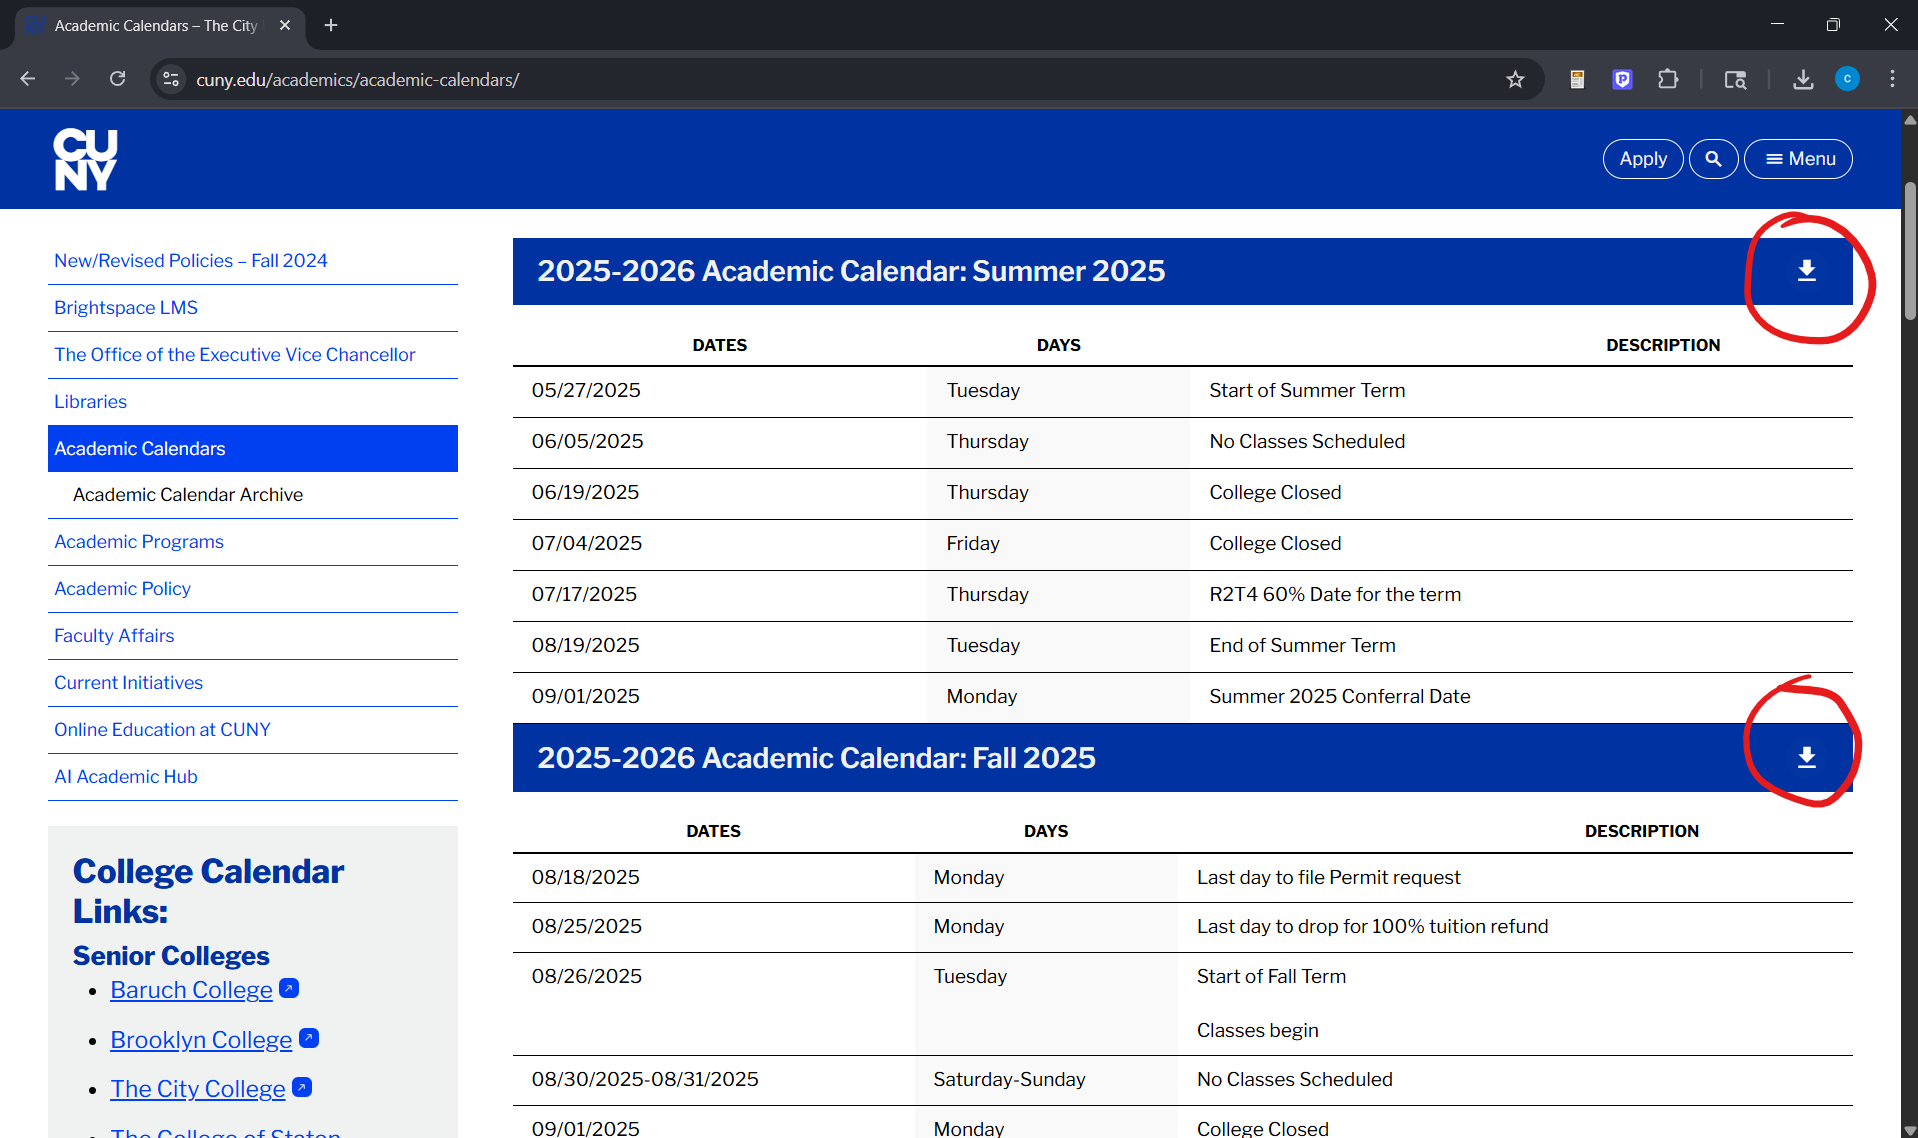 Academic Calendars – The City
cuny.edu/academics/academic-calendars/
C
CU
NY
Apply
Menu
New/Revised Policies – Fall 2024
Brightspace LMS
The Office of the Executive Vice Chancellor
Libraries
Academic Calendars
Academic Calendar Archive
Academic Programs
Academic Policy
Faculty Affairs
Current Initiatives
Online Education at CUNY
AI Academic Hub
College Calendar
Links:
Senior Colleges
Baruch College
Brooklyn College
The City College
The College of Staten
2025-2026 Academic Calendar: Summer 2025
DATES DAYS DESCRIPTION
05/27/2025 Tuesday Start of Summer Term
06/05/2025 Thursday No Classes Scheduled
06/19/2025 Thursday College Closed
07/04/2025 Friday College Closed
07/17/2025 Thursday R2T4 60% Date for the term
08/19/2025 Tuesday End of Summer Term
09/01/2025 Monday Summer 2025 Conferral Date
2025-2026 Academic Calendar: Fall 2025
DATES DAYS DESCRIPTION
08/18/2025 Monday Last day to file Permit request
08/25/2025 Monday Last day to drop for 100% tuition refund
08/26/2025 Tuesday Start of Fall Term
Classes begin
08/30/2025-08/31/2025 Saturday-Sunday No Classes Scheduled
09/01/2025 Monday College Closed